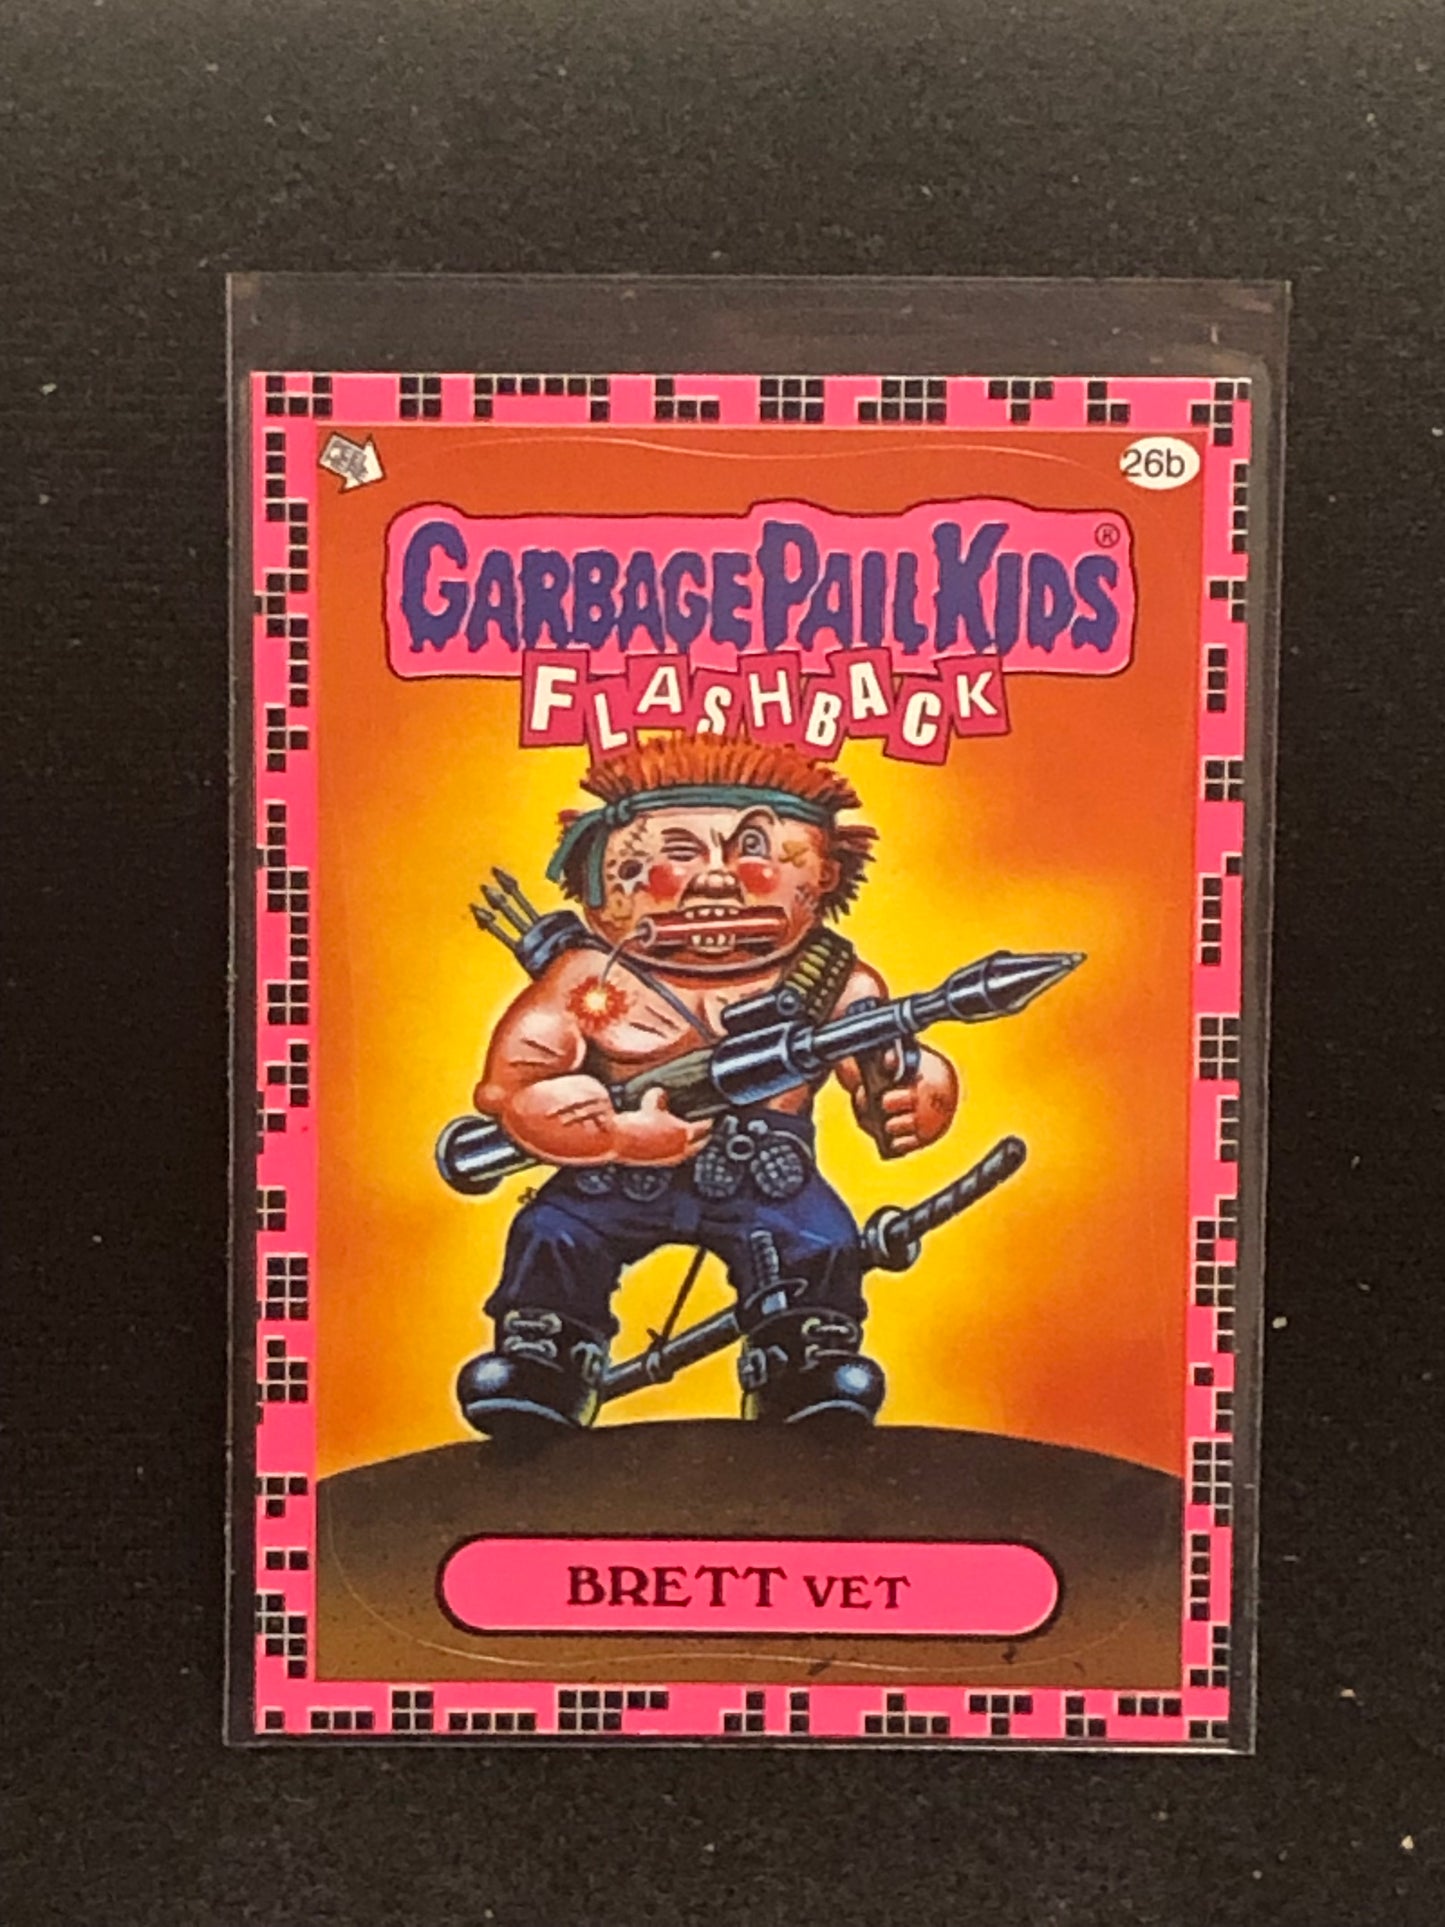 26b
GARBAGE PAIL KIDS®
FLASHBACK
BRETT VET